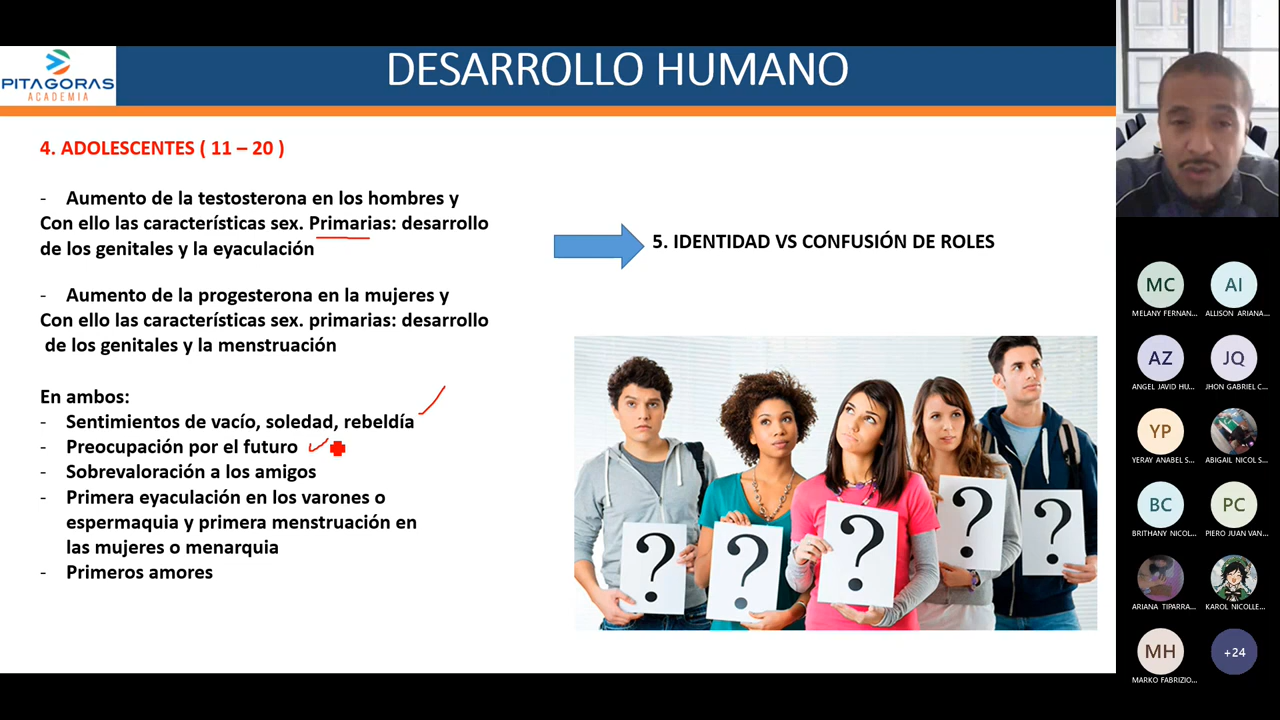 PITAGORAS
ACADEMIA
DESARROLLO HUMANO
4. ADOLESCENTES ( 11 – 20 )
- Aumento de la testosterona en los hombres y
Con ello las características sex. Primarias: desarrollo
de los genitales y la eyaculación
- Aumento de la progesterona en la mujeres y
Con ello las características sex. primarias: desarrollo
de los genitales y la menstruación
En ambos:
- Sentimientos de vacío, soledad, rebeldía
- Preocupación por el futuro
- Sobrevaloración a los amigos
- Primera eyaculación en los varones o
espermaquia y primera menstruación en
las mujeres o menarquia
- Primeros amores
5. IDENTIDAD VS CONFUSIÓN DE ROLES
? ? ? ? ?
MC AI
MELANY FERNAN... ALLISON ARIANA...
AZ JQ
ANGEL JAVID HU... JHON GABRIEL C...
YP
YERAY ANABEL S... ABIGAIL NICOL S...
BC PC
BRITHANY NICOL... PIERO JUAN VAN...
ARIANA TIPARRA... KAROL NICOLLE...
MH +24
MARKO FABRIZIO...